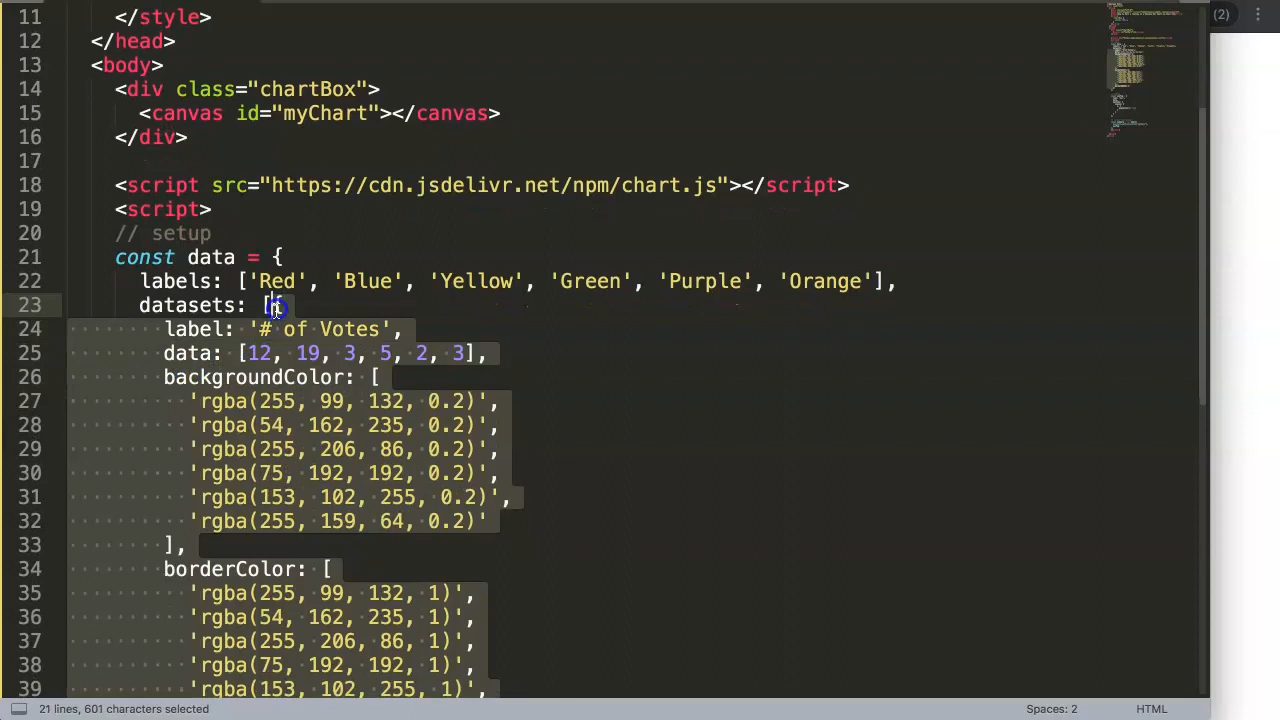 (2)
11 </style>
12 </head>
13 <body>
14 <div class="chartBox">
15 <canvas id="myChart"></canvas>
16 </div>
17
18 <script src="https://cdn.jsdelivr.net/npm/chart.js"></script>
19 <script>
20 // setup
21 const data = {
22 labels: ['Red', 'Blue', 'Yellow', 'Green', 'Purple', 'Orange'],
23 datasets: [{
24 label: '# of Votes',
25 data: [12, 19, 3, 5, 2, 3],
26 backgroundColor: [
27 'rgba(255, 99, 132, 0.2)',
28 'rgba(54, 162, 235, 0.2)',
29 'rgba(255, 206, 86, 0.2)',
30 'rgba(75, 192, 192, 0.2)',
31 'rgba(153, 102, 255, 0.2)',
32 'rgba(255, 159, 64, 0.2)'
33 ],
34 borderColor: [
35 'rgba(255, 99, 132, 1)',
36 'rgba(54, 162, 235, 1)',
37 'rgba(255, 206, 86, 1)',
38 'rgba(75, 192, 192, 1)',
39 'rgba(153, 102, 255, 1)',
21 lines, 601 characters selected
Spaces: 2
HTML